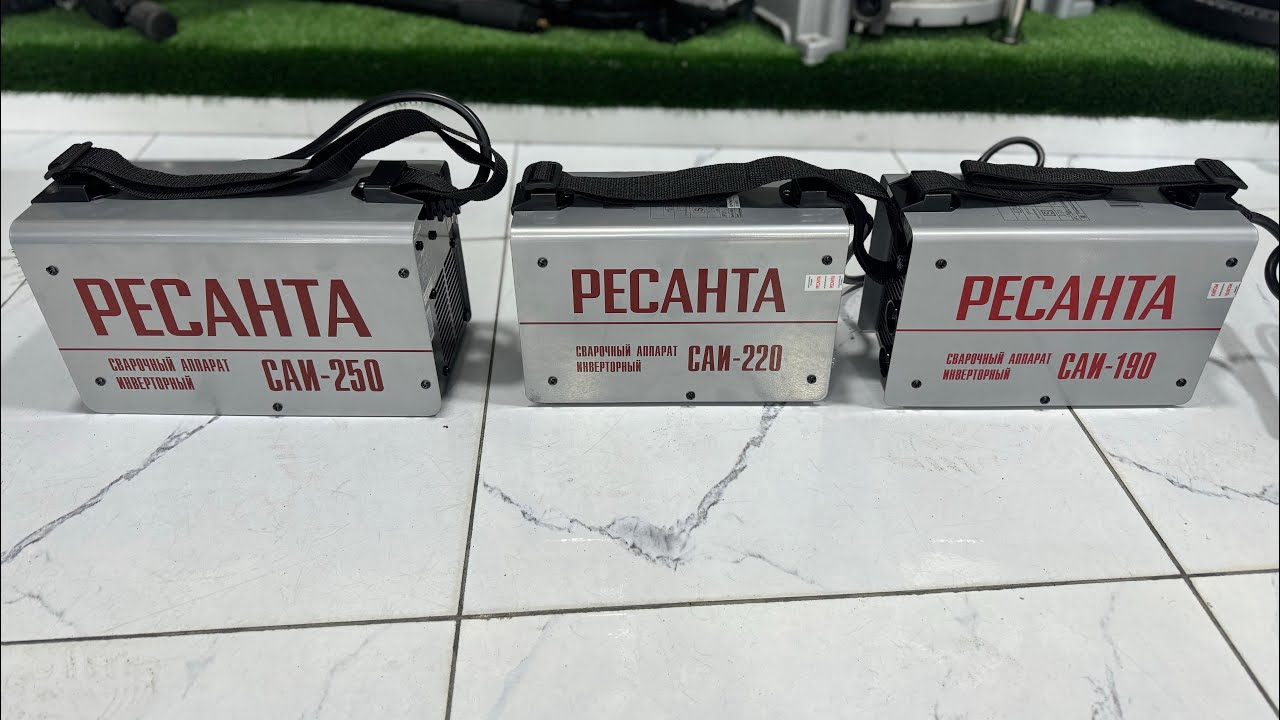 РЕСАНТА
СВАРОЧНЫЙ АППАРАТ
ИНВЕРТОРНЫЙ
САИ-250
РЕСАНТА
СВАРОЧНЫЙ АППАРАТ
ИНВЕРТОРНЫЙ
САИ-220
РЕСАНТА
СВАРОЧНЫЙ АППАРАТ
ИНВЕРТОРНЫЙ
САИ-190